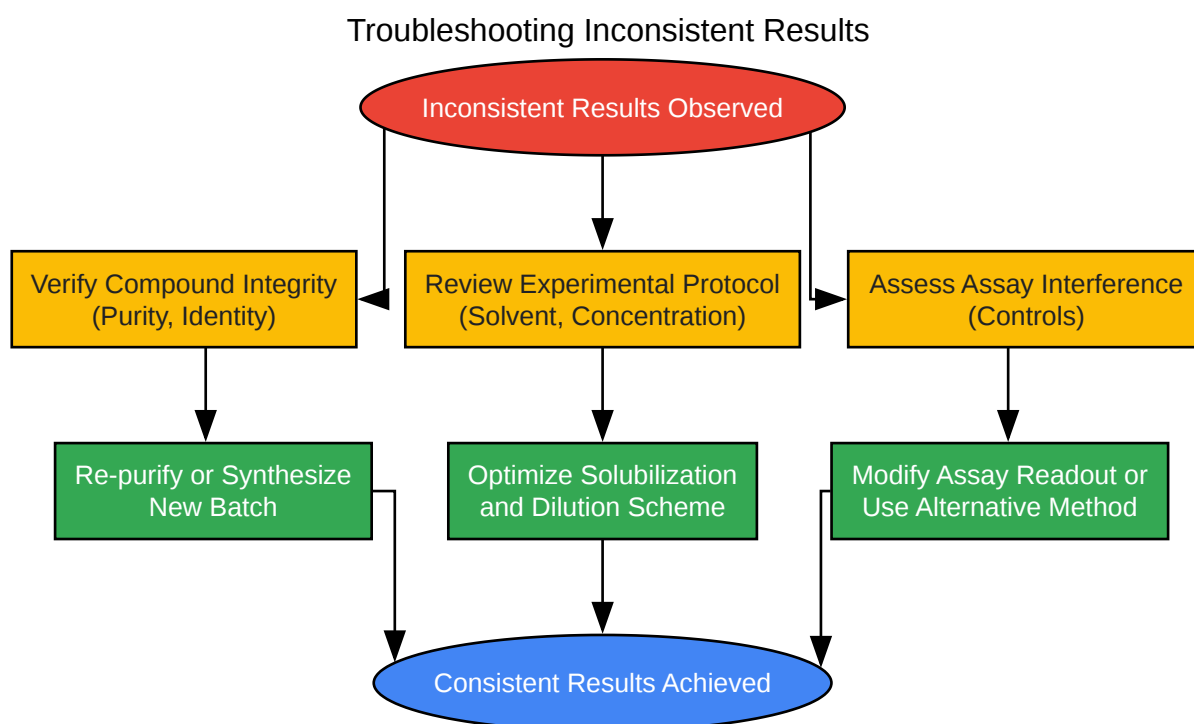 Troubleshooting Inconsistent Results
Inconsistent Results Observed
Verify Compound Integrity
(Purity, Identity)
Review Experimental Protocol
(Solvent, Concentration)
Assess Assay Interference
(Controls)
Re-purify or Synthesize
New Batch
Optimize Solubilization
and Dilution Scheme
Modify Assay Readout or
Use Alternative Method
Consistent Results Achieved